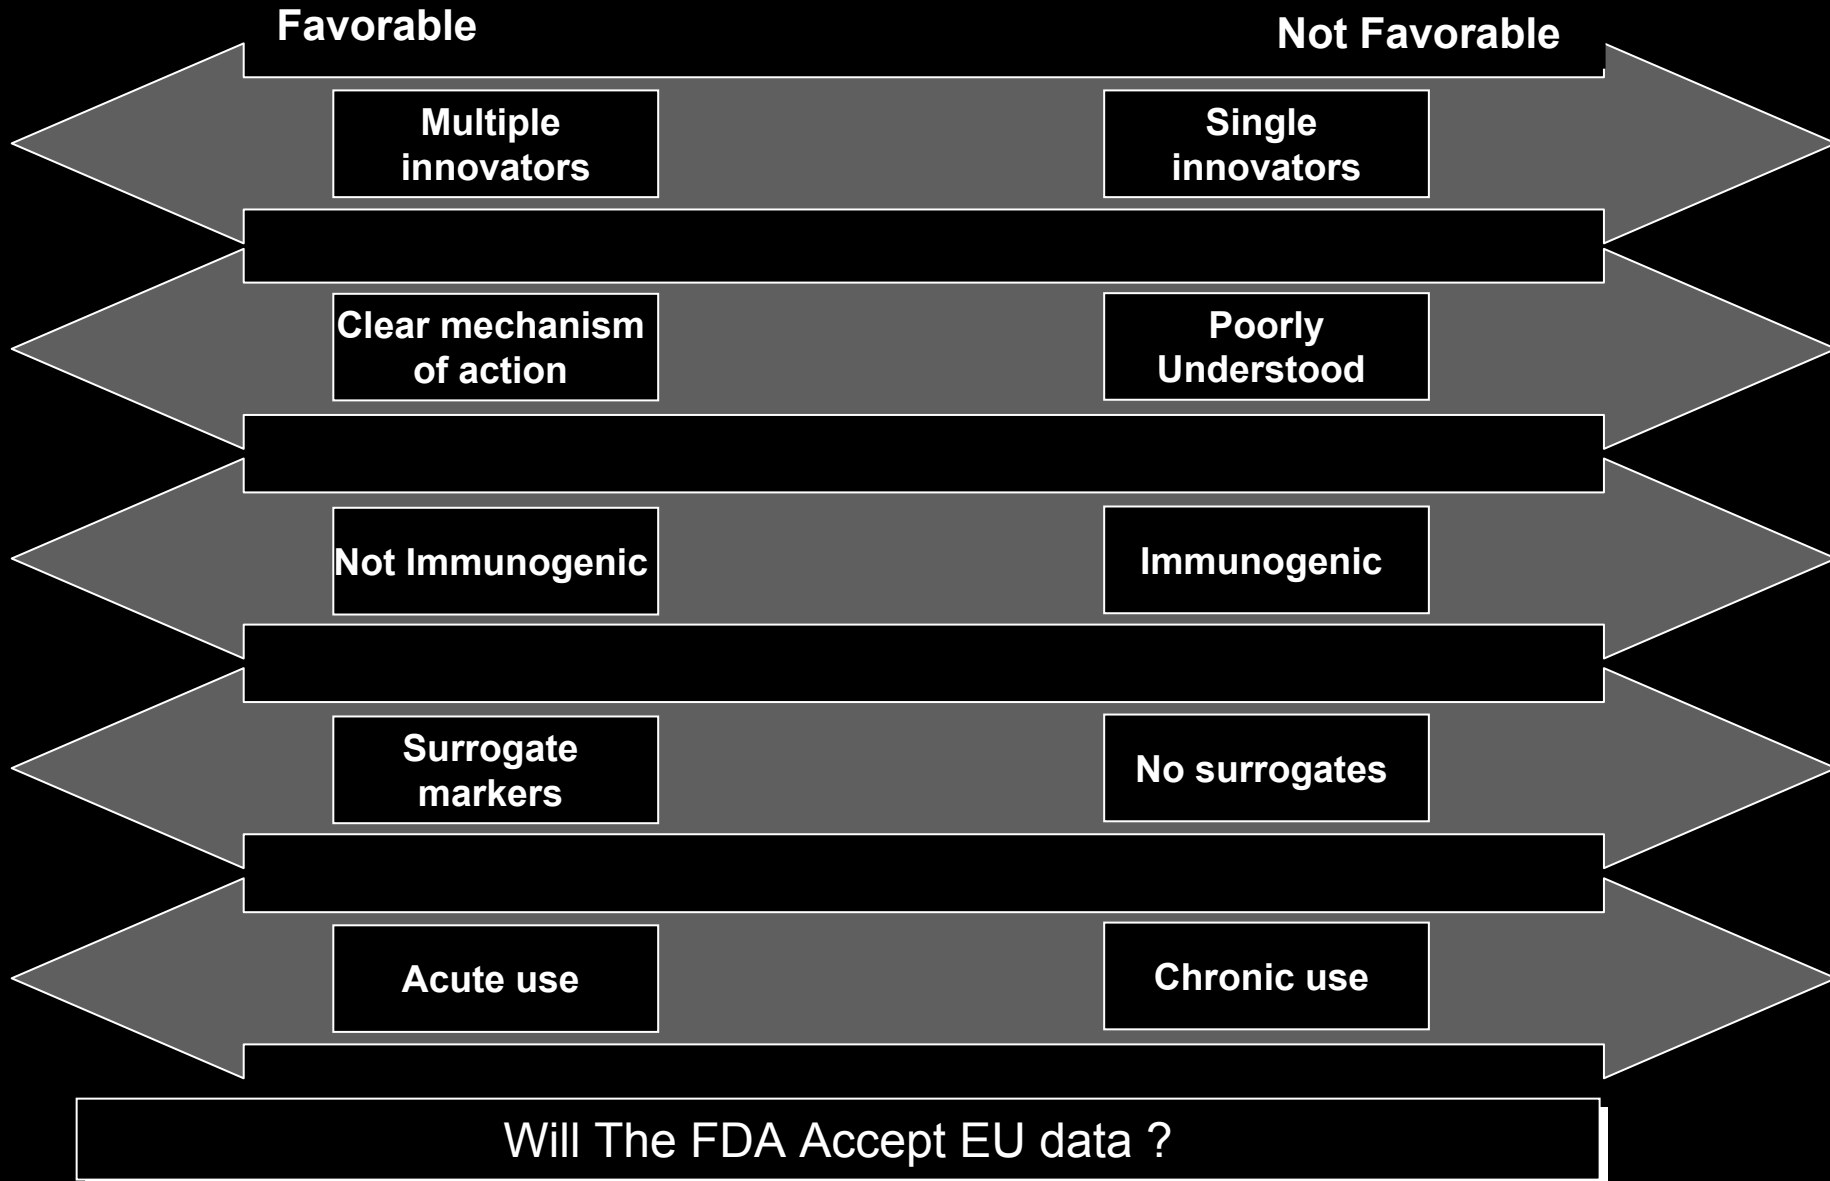 Favorable
Not Favorable
Multiple
innovators
Single
innovators
Clear mechanism
of action
Poorly
Understood
Not Immunogenic
Immunogenic
Surrogate
markers
No surrogates
Acute use
Chronic use
Will The FDA Accept EU data ?